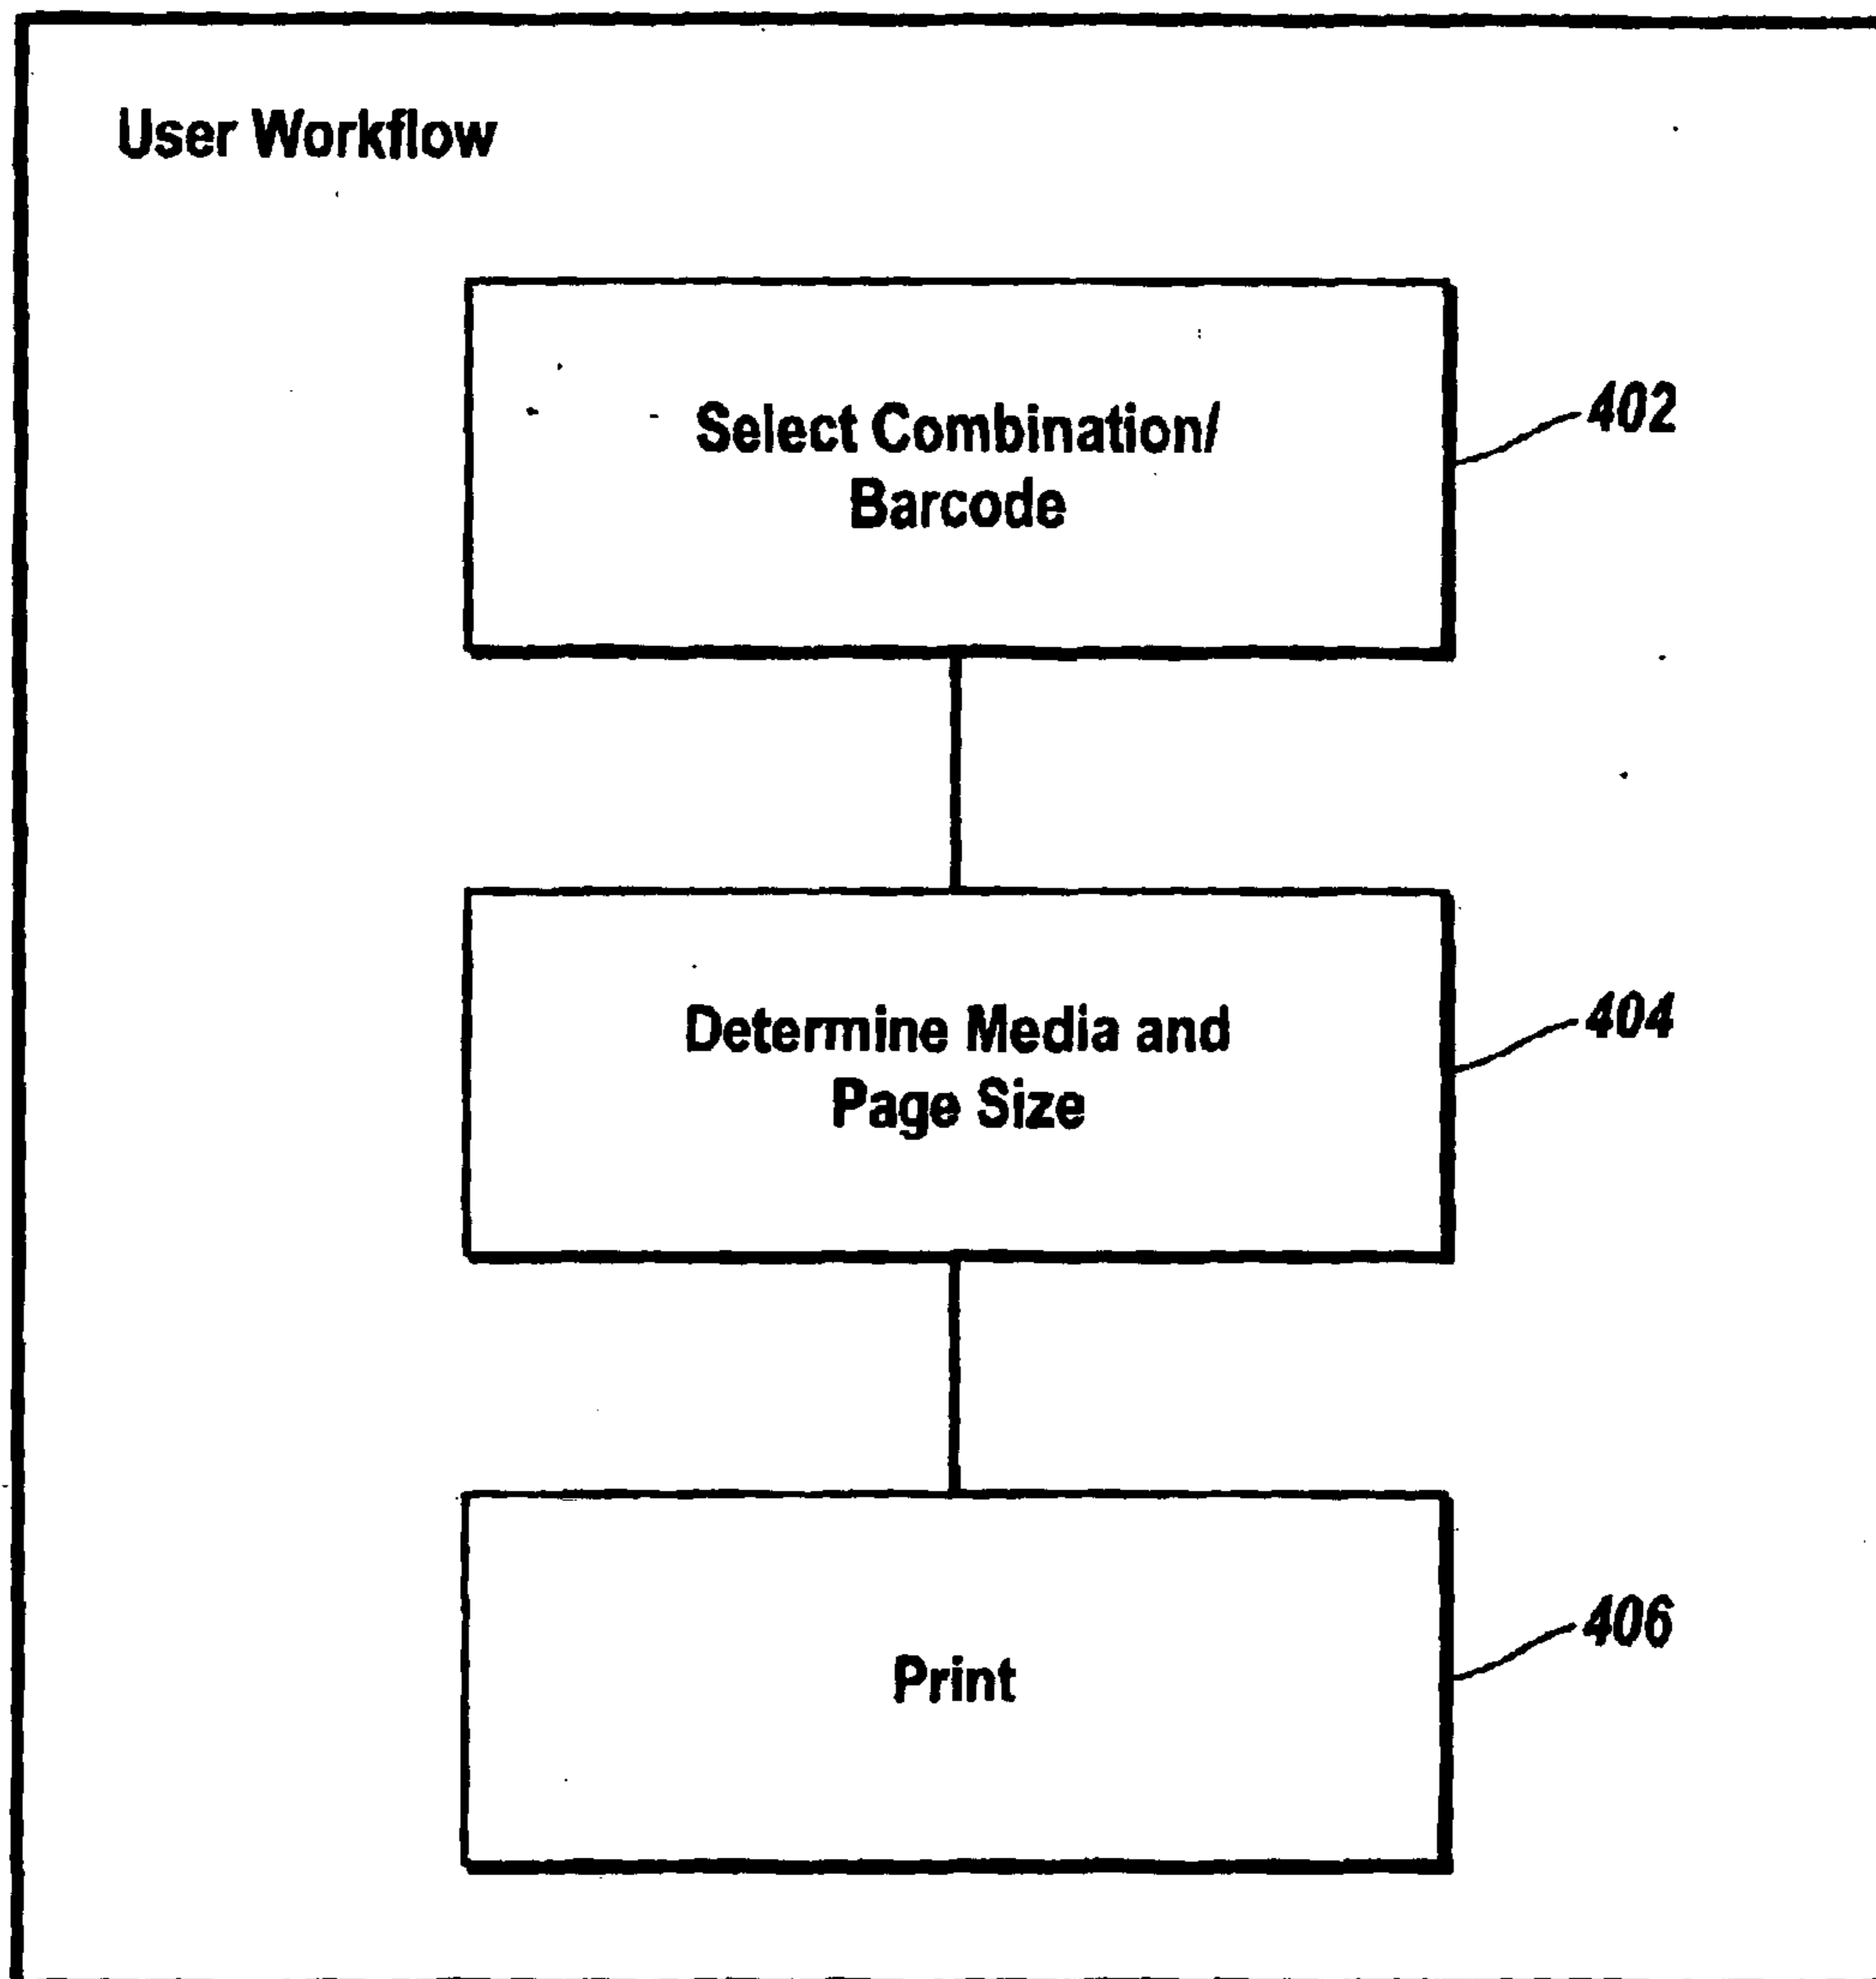 User Workflow
Select Combination/
Barcode
402
Determine Media and
Page Size
404
Print
406